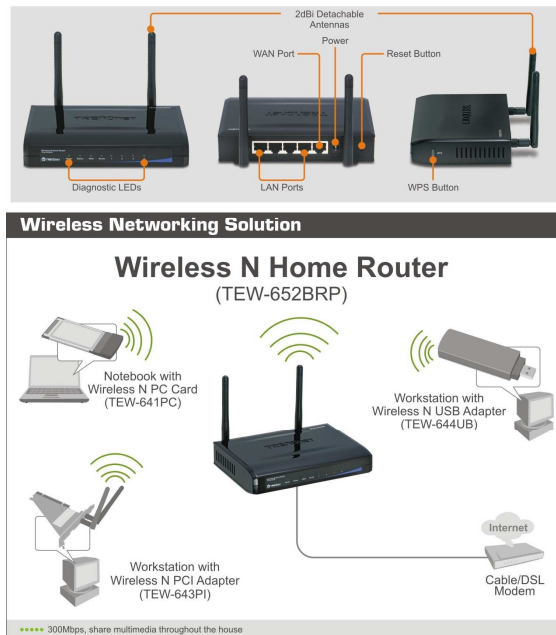 2dBi Detachable
Antennas
Power
WAN Port
Reset Button
Diagnostic LEDs
LAN Ports
WPS Button
TRENDNET
Wireless Networking Solution
Wireless N Home Router
(TEW-652BRP)
Notebook with
Wireless N PC Card
(TEW-641PC)
Workstation with
Wireless N USB Adapter
(TEW-644UB)
TRENDNET
Workstation with
Wireless N PCI Adapter
(TEW-643PI)
Internet
Cable/DSL
Modem
300Mbps, share multimedia throughout the house